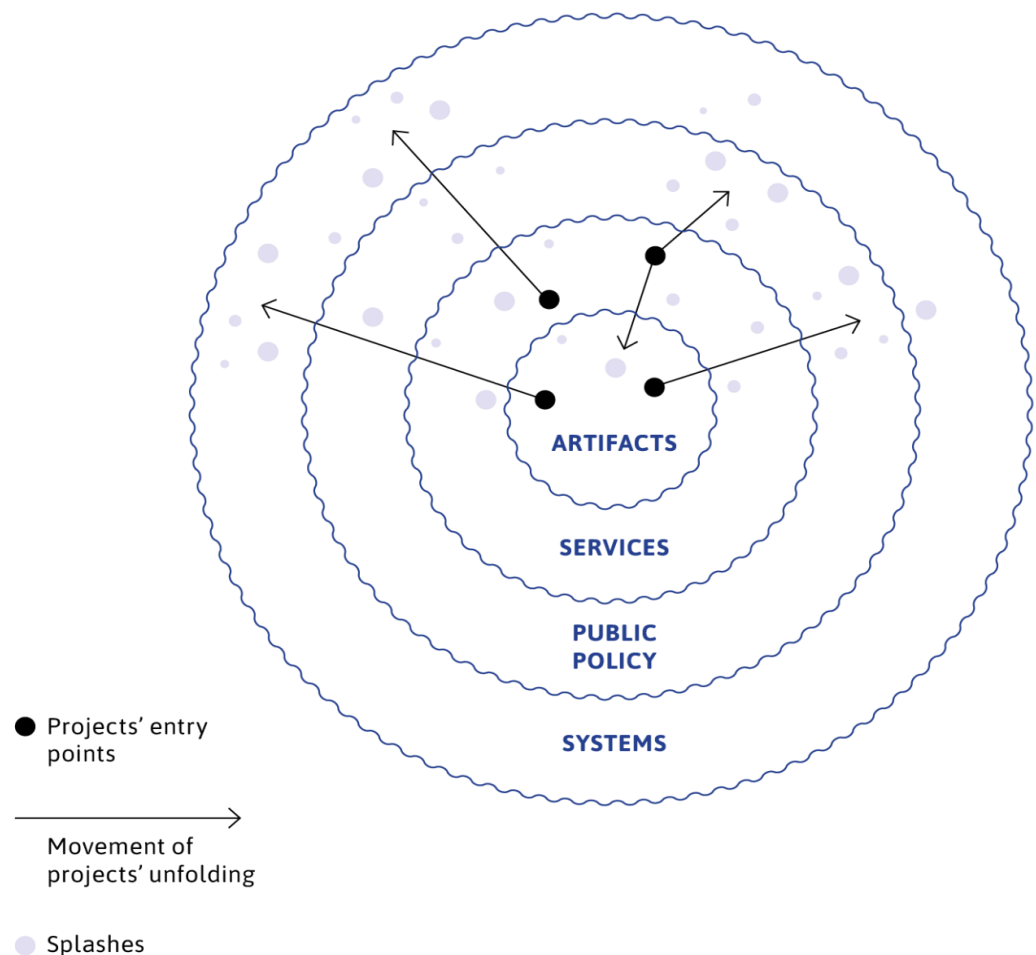 ARTIFACTS
SERVICES
PUBLIC
POLICY
SYSTEMS
Projects’ entry
points
Movement of
projects’ unfolding
Splashes